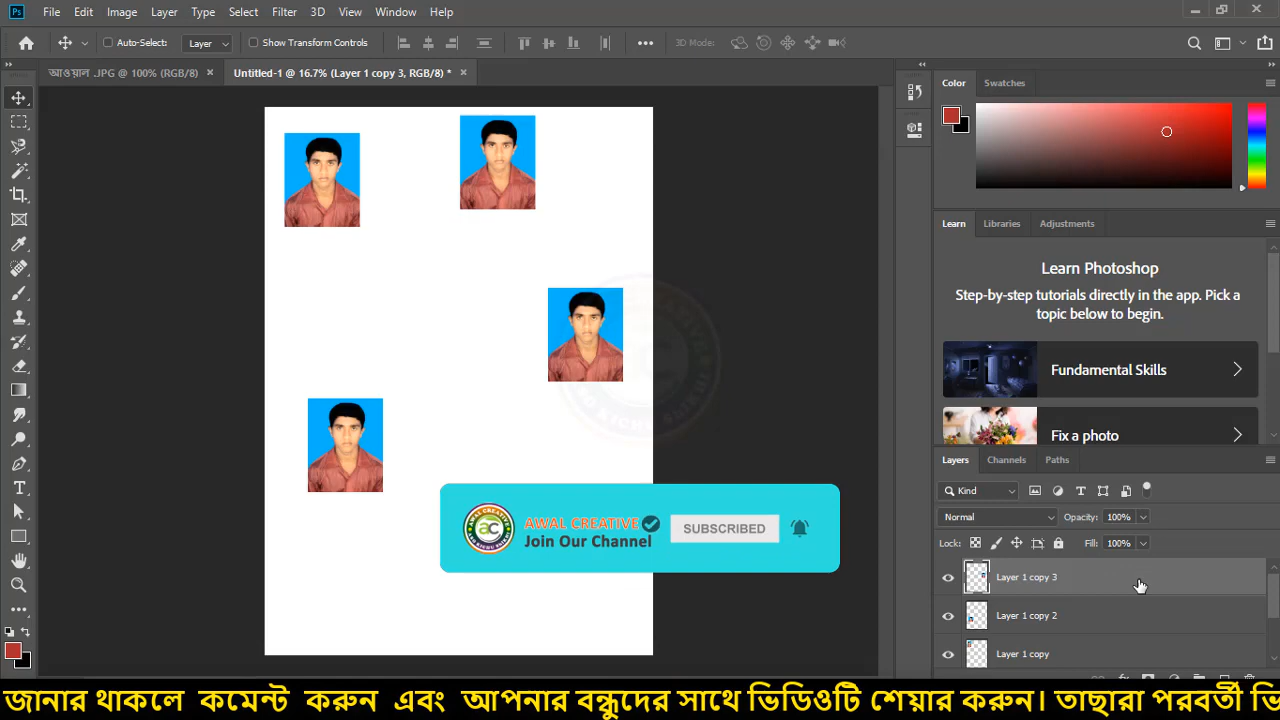 Ps File Edit Image Layer Type Select Filter 3D View Window Help
Auto-Select: Layer Show Transform Controls 3D Mode:
আওয়াল .JPG @ 100% (RGB/8) × Untitled-1 @ 16.7% (Layer 1 copy 3, RGB/8) * ×
Color Swatches
Learn Libraries Adjustments
Learn Photoshop
Step-by-step tutorials directly in the app. Pick a
topic below to begin.
Fundamental Skills
Fix a photo
Layers Channels Paths
Kind
Normal Opacity: 100%
Lock: Fill: 100%
Layer 1 copy 3
Layer 1 copy 2
Layer 1 copy
ac
AWAL CREATIVE
Join Our Channel
SUBSCRIBED
জানার থাকলে কমেন্ট করুন এবং আপনার বন্ধুদের সাথে ভিডিওটি শেয়ার করুন। তাছারা পরবর্তী ভি